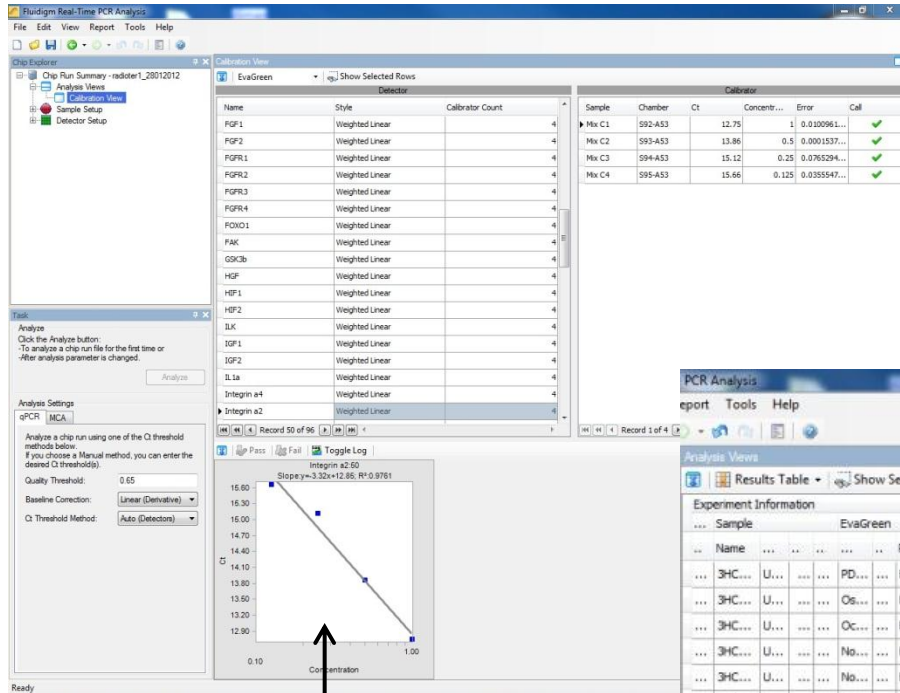 Fluidigm Real-Time PCR Analysis
File Edit View Report Tools Help
Chip Explorer
Chip Run Summary - radioter1_28012012
Analysis Views
Calibration View
Sample Setup
Detector Setup
Task
Analyze
Click the Analyze button:
-To analyze a chip run file for the first time or
-After analysis parameter is changed.
Analyze
Analysis Settings
qPCR MCA
Analyze a chip run using one of the Ct threshold
methods below.
If you choose a Manual method, you can enter the
desired Ct threshold(s).
Quality Threshold: 0.65
Baseline Correction: Linear (Derivative)
Ct Threshold Method: Auto (Detectors)
Ready
Calibration View
EvaGreen Show Selected Rows
Detector
Name Style Calibrator Count
FGF1 Weighted Linear 4
FGF2 Weighted Linear 4
FGFR1 Weighted Linear 4
FGFR2 Weighted Linear 4
FGFR3 Weighted Linear 4
FGFR4 Weighted Linear 4
FOXO1 Weighted Linear 4
FAK Weighted Linear 4
GSK3b Weighted Linear 4
HGF Weighted Linear 4
HIF1 Weighted Linear 4
HIF2 Weighted Linear 4
ILK Weighted Linear 4
IGF1 Weighted Linear 4
IGF2 Weighted Linear 4
IL1a Weighted Linear 4
Integrin a4 Weighted Linear 4
Integrin a2 Weighted Linear 4
Record 50 of 96
Calibrator
Sample Chamber Ct Concentr... Error Call
Mix C1 S92-A53 12.75 1 0.0100961...
Mix C2 S93-A53 13.86 0.5 0.0001537...
Mix C3 S94-A53 15.12 0.25 0.0765294...
Mix C4 S95-A53 15.66 0.125 0.0355547...
Record 1 of 4
Pass Fail Toggle Log
Integrin a2:50
Slope:y=-3.32x+12.86; R²:0.9761
15.60
15.30
15.00
14.70
14.40
14.10
13.80
13.50
13.20
12.90
Ct
0.10 1.00
Concentration
PCR Analysis
eport Tools Help
Analysis Views
Results Table Show Se
Experiment Information
... Sample EvaGreen
.. Name ... .. ... ... ..
... 3HC... U... ... ... PD... ...
... 3HC... U... ... ... Os... ...
... 3HC... U... ... ... Oc... ...
... 3HC... U... ... ... No... ...
... 3HC... U... ... ... No... ...